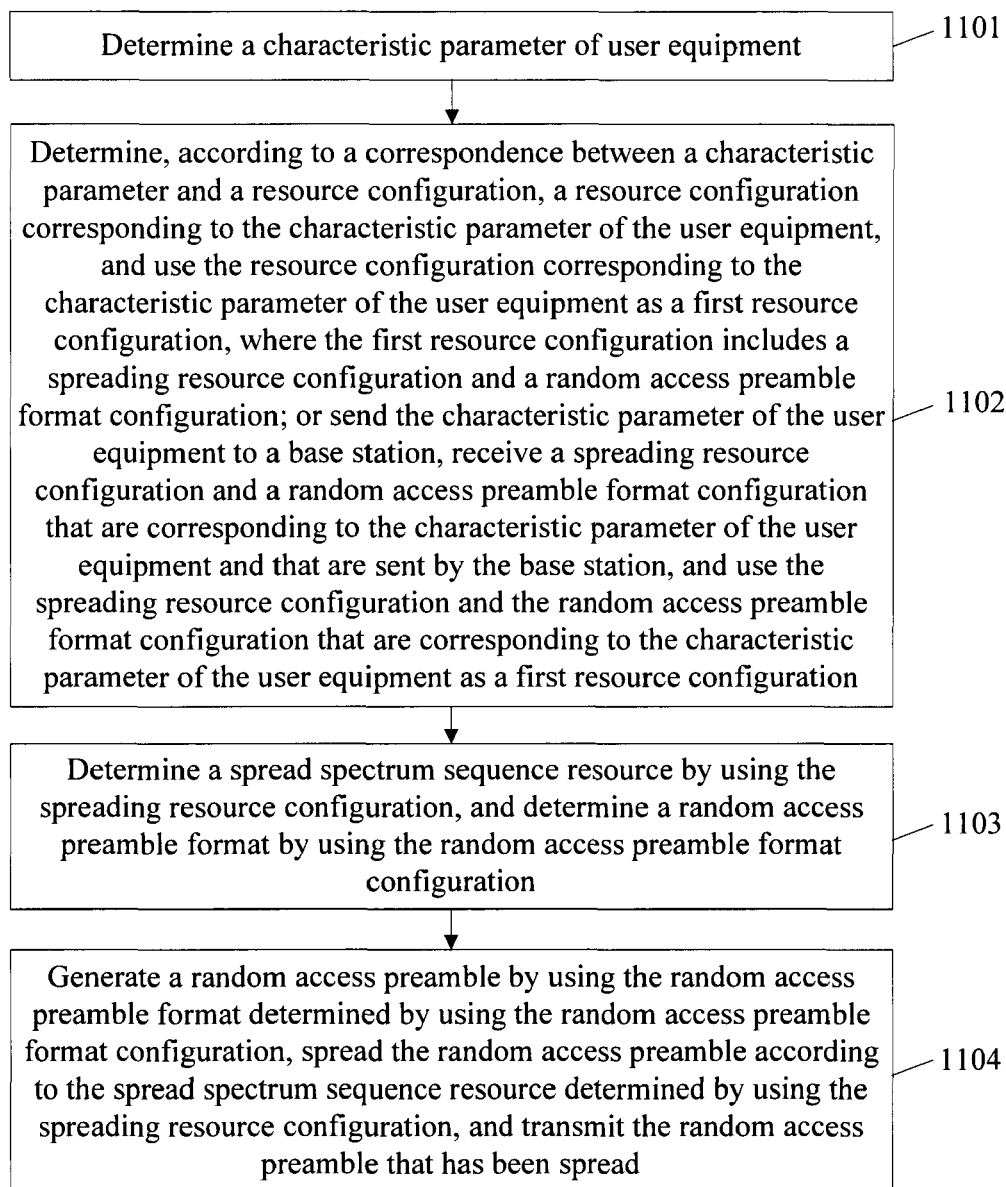 Determine a characteristic parameter of user equipment
1101
Determine, according to a correspondence between a characteristic
parameter and a resource configuration, a resource configuration
corresponding to the characteristic parameter of the user equipment,
and use the resource configuration corresponding to the
characteristic parameter of the user equipment as a first resource
configuration, where the first resource configuration includes a
spreading resource configuration and a random access preamble
format configuration; or send the characteristic parameter of the user
equipment to a base station, receive a spreading resource
configuration and a random access preamble format configuration
that are corresponding to the characteristic parameter of the user
equipment and that are sent by the base station, and use the
spreading resource configuration and the random access preamble
format configuration that are corresponding to the characteristic
parameter of the user equipment as a first resource configuration
1102
Determine a spread spectrum sequence resource by using the
spreading resource configuration, and determine a random access
preamble format by using the random access preamble format
configuration
1103
Generate a random access preamble by using the random access
preamble format determined by using the random access preamble
format configuration, spread the random access preamble according
to the spread spectrum sequence resource determined by using the
spreading resource configuration, and transmit the random access
preamble that has been spread
1104